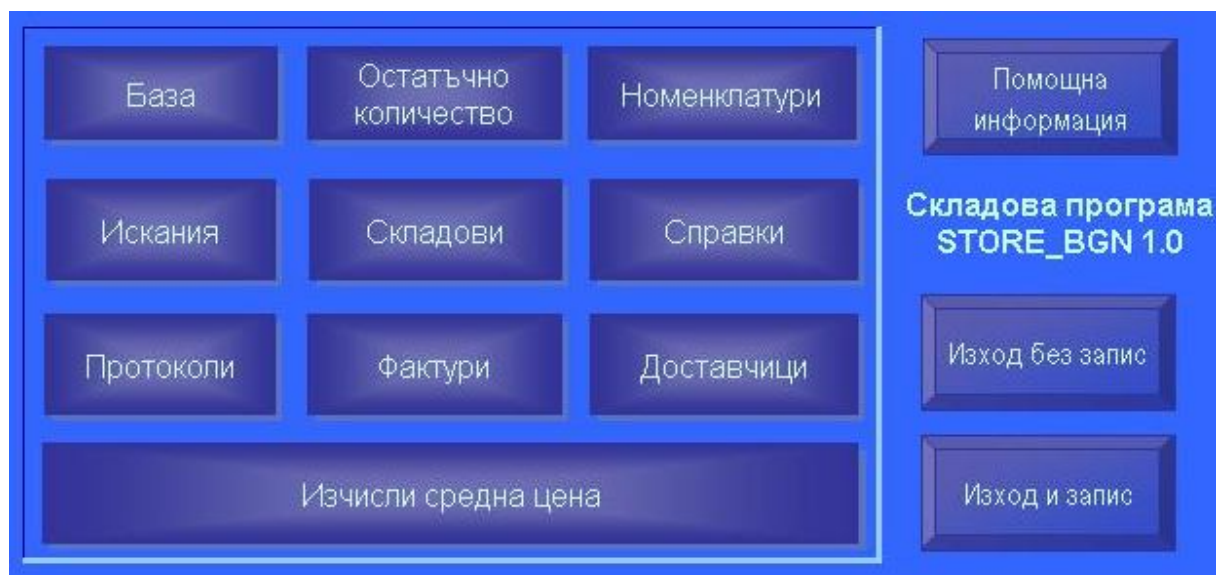 База
Остатъчно
количество
Номенклатури
Помощна
информация
Искания
Складови
Справки
Складова програма
STORE_BGN 1.0
Протоколи
Фактури
Доставчици
Изход без запис
Изчисли средна цена
Изход и запис